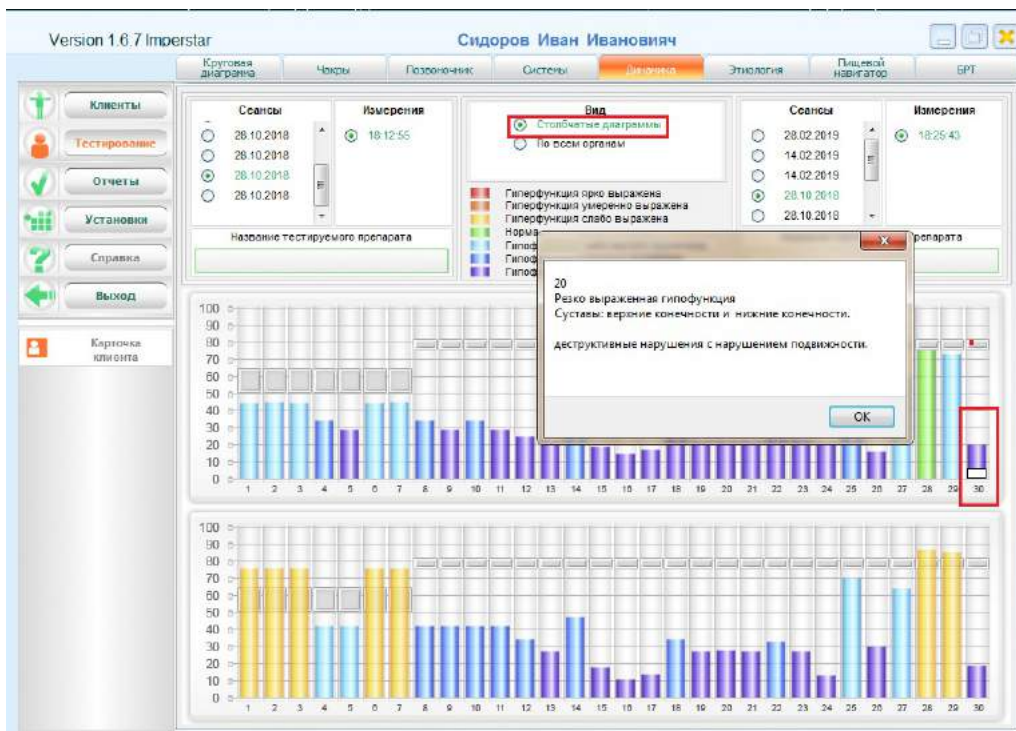 Version 1.6.7 Imperstar
Сидоров Иван Иванович
Круговая диаграмма
Чакры
Позвоночник
Системы
Динамика
Этиология
Пищевой навигатор
БРТ
Клиенты
Тестирование
Отчеты
Установки
Справка
Выход
Карточка клиента
Сеансы
28.10.2018
28.10.2018
28.10.2018
28.10.2018
Измерения
18:12:55
Название тестируемого препарата
Вид
Столбчатые диаграммы
По всем органам
Гиперфункция ярко выражена
Гиперфункция умеренно выражена
Гиперфункция слабо выражена
Норма
Гипоф
Гипоф
Гипоф
Сеансы
28.02.2019
14.02.2019
14.02.2019
28.10.2018
28.10.2018
Измерения
18:25:43
препарата
20
Резко выраженная гипофункция
Суставы: верхние конечности и нижние конечности.
деструктивные нарушения с нарушением подвижности.
OK
100
90
80
70
60
50
40
30
20
10
0
1 2 3 4 5 6 7 8 9 10 11 12 13 14 15 16 17 18 19 20 21 22 23 24 25 26 27 28 29 30
100
90
80
70
60
50
40
30
20
10
0
1 2 3 4 5 6 7 8 9 10 11 12 13 14 15 16 17 18 19 20 21 22 23 24 25 26 27 28 29 30